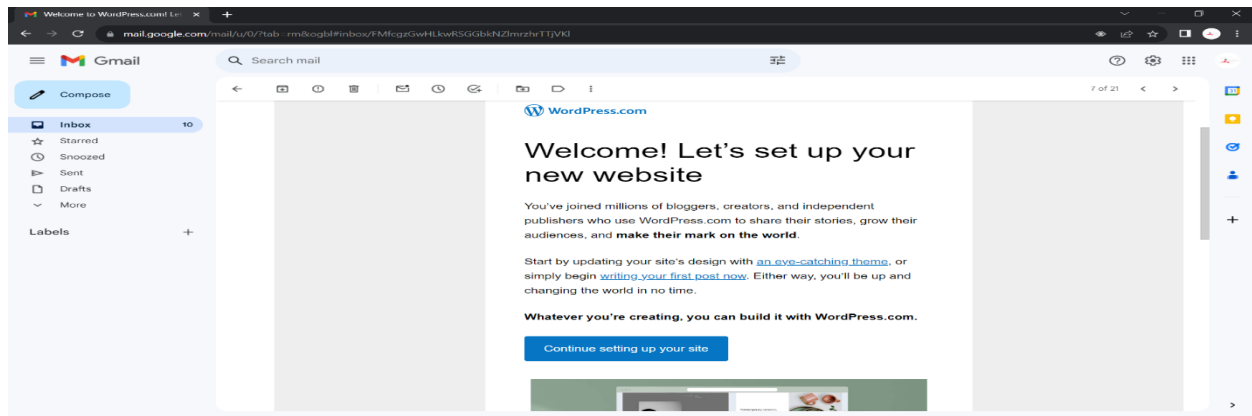 Welcome to WordPress.com! Le
mail.google.com/mail/u/0/?tab=rm&ogbl#inbox/FMfcgzGwHLkwRSGGbkNZlmrzhrTTjVKl
Gmail
Search mail
Compose
7 of 21
Inbox 10
Starred
Snoozed
Sent
Drafts
More
Labels
WordPress.com
Welcome! Let's set up your
new website
You've joined millions of bloggers, creators, and independent
publishers who use WordPress.com to share their stories, grow their
audiences, and make their mark on the world.
Start by updating your site's design with an eye-catching theme, or
simply begin writing your first post now. Either way, you'll be up and
changing the world in no time.
Whatever you're creating, you can build it with WordPress.com.
Continue setting up your site